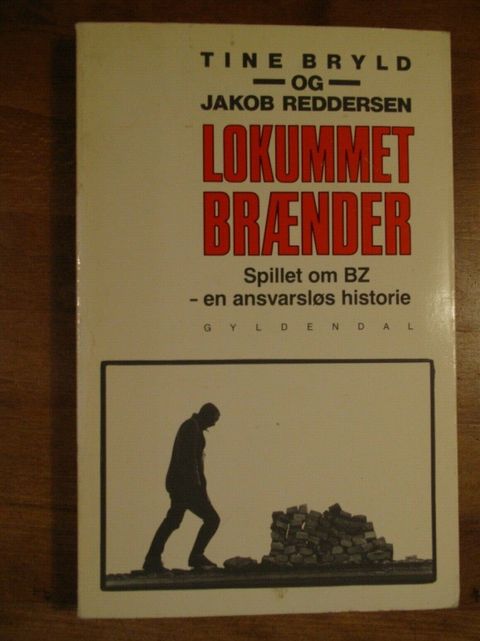 TINE BRYLD
OG
JAKOB REDDERSEN
LOKUMMET
BRÆNDER
Spillet om BZ
- en ansvarsløs historie
GYLDENDAL